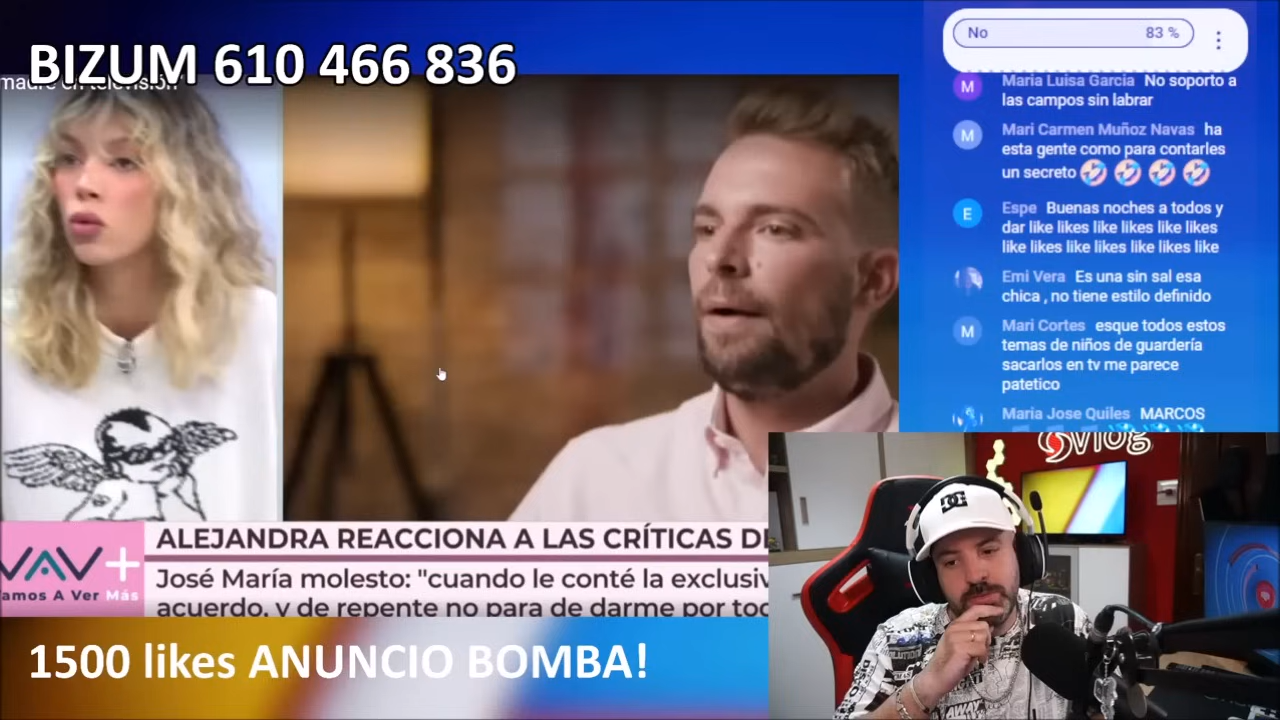 BIZUM 610 466 836
madre en televisión"
No 83 %
Maria Luisa Garcia No soporto a
las campos sin labrar
Mari Carmen Muñoz Navas ha
esta gente como para contarles
un secreto 🤣 🤣 🤣 🤣
Espe Buenas noches a todos y
dar like likes like likes like likes
like likes like likes like likes like
Emi Vera Es una sin sal esa
chica , no tiene estilo definido
Mari Cortes esque todos estos
temas de niños de guardería
sacarlos en tv me parece
patetico
Maria Jose Quiles MARCOS
M
M
E
M
Vlog
DC
ALEJANDRA REACCIONA A LAS CRÍTICAS DE
VAV+
amos A Ver Más
José María molesto: "cuando le conté la exclusiv
acuerdo, y de repente no para de darme por toc
1500 likes ANUNCIO BOMBA!